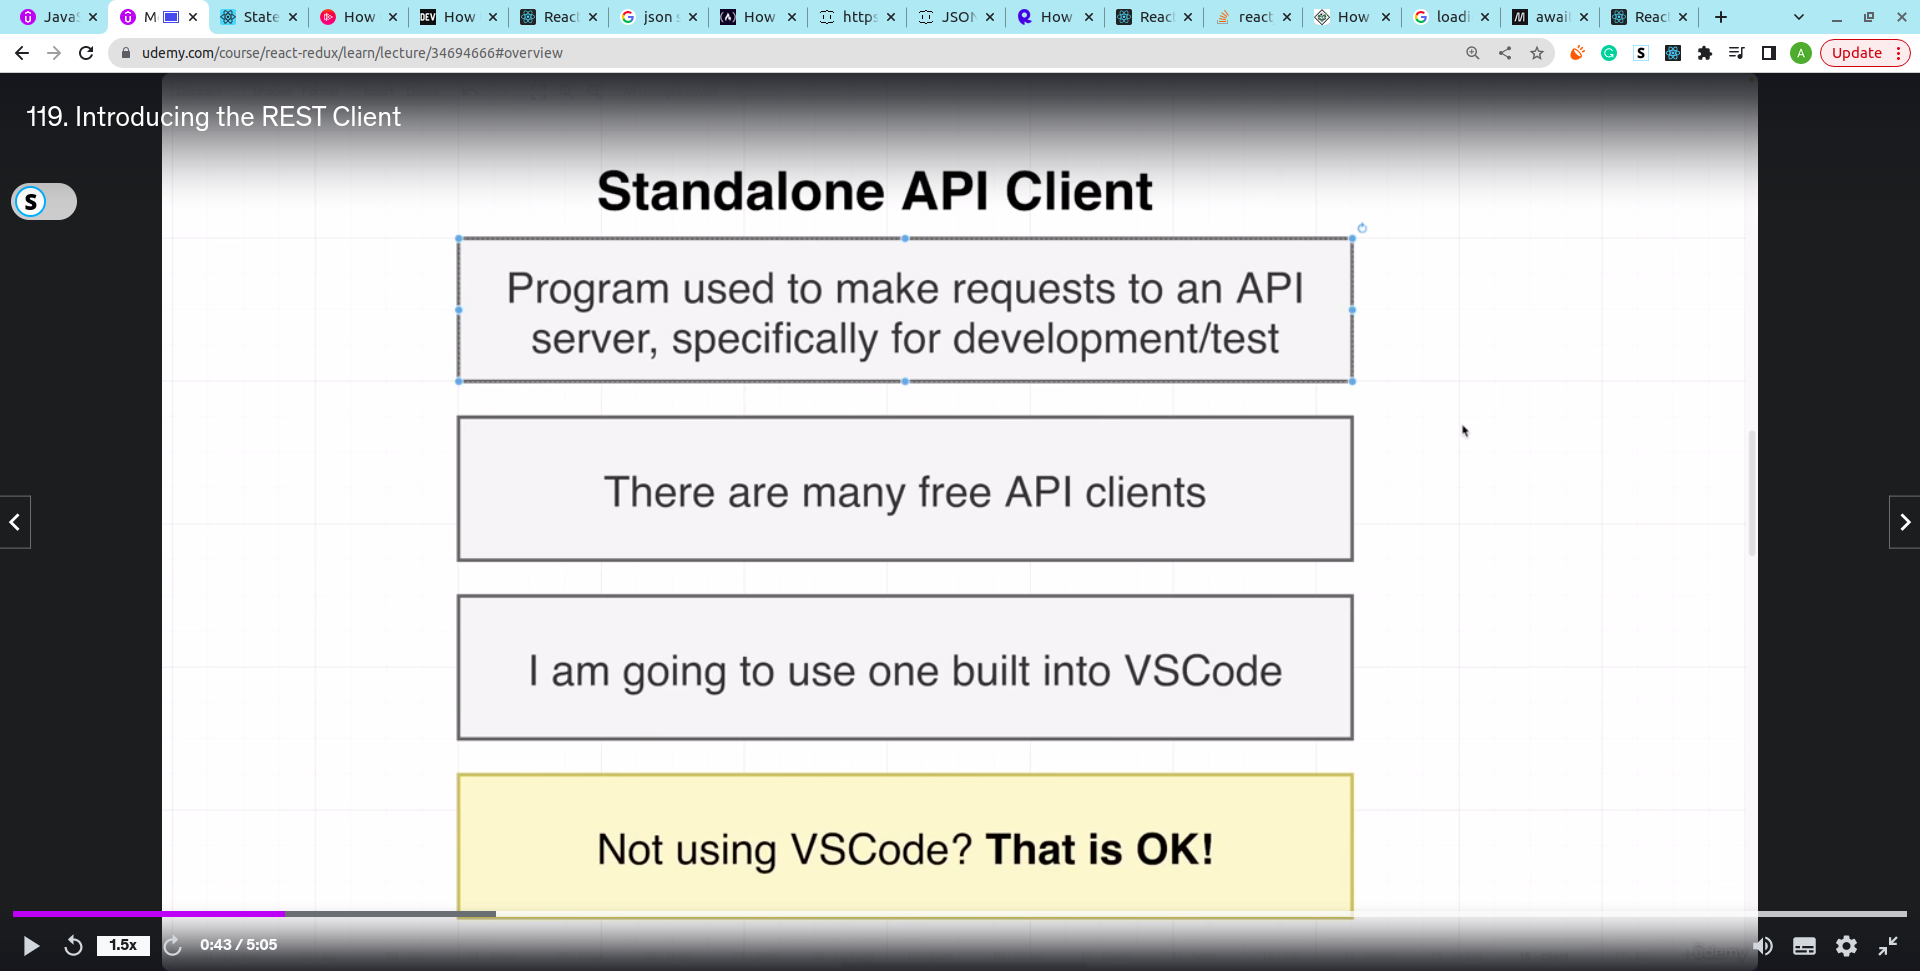 JavaS
M
State
How
How
React
json s
How
https
JSON
How
React
react
How
loadi
await
React
udemy.com/course/react-redux/learn/lecture/34694666#overview
A
Update
119. Introducing the REST Client
S
Standalone API Client
Program used to make requests to an API
server, specifically for development/test
There are many free API clients
I am going to use one built into VSCode
Not using VSCode? That is OK!
1.5x
0:43 / 5:05
udemy